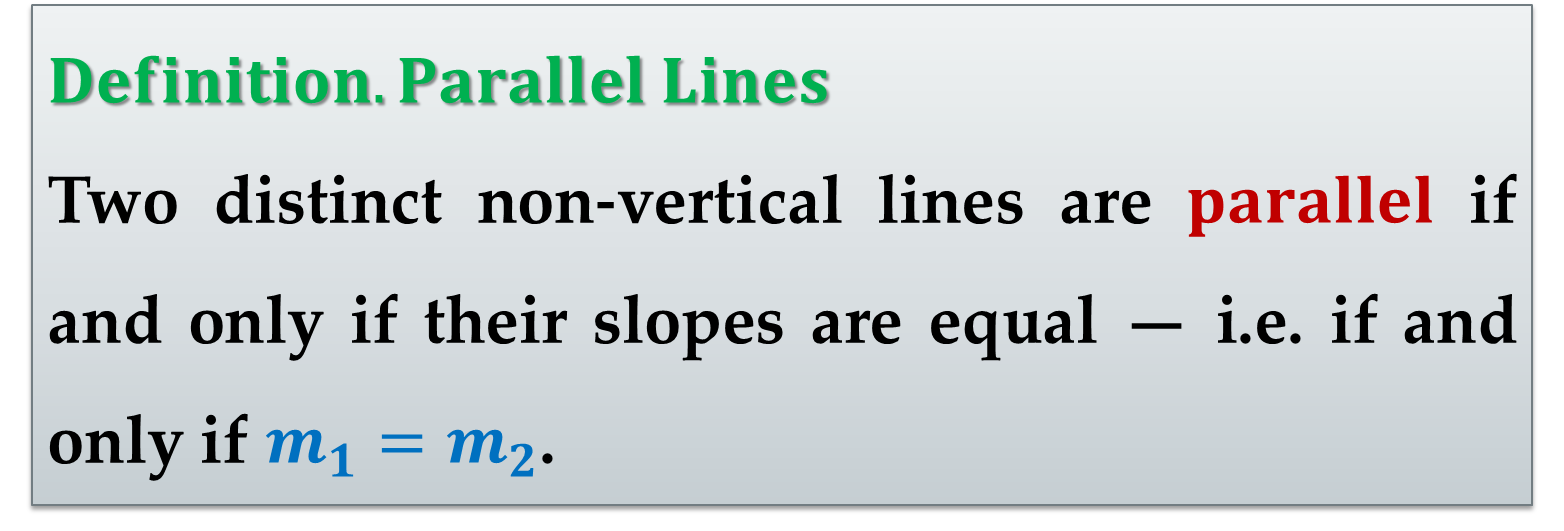 Definition. Parallel Lines
Two distinct non-vertical lines are parallel if
and only if their slopes are equal — i.e. if and
only if m₁ = m₂.